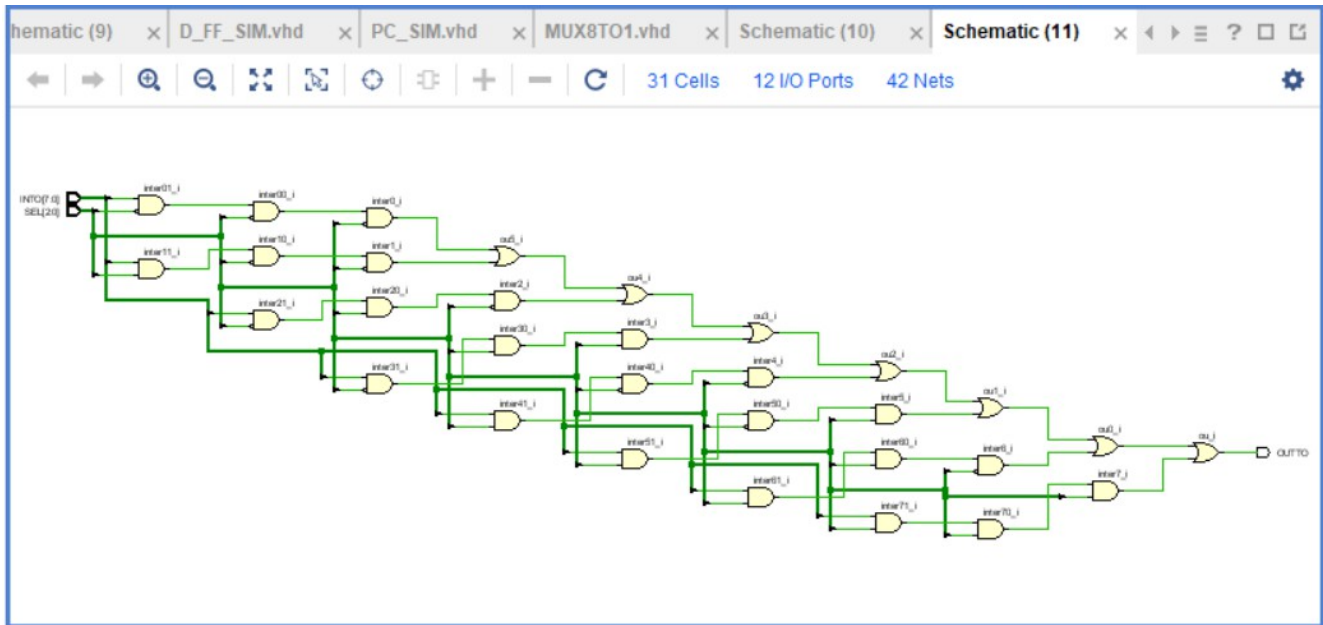 hematic (9) × D_FF_SIM.vhd × PC_SIM.vhd × MUX8TO1.vhd × Schematic (10) × Schematic (11) ×
31 Cells 12 I/O Ports 42 Nets
INTO[7:0]
SEL[2:0]
inter01_i
inter00_i
inter0_i
inter11_i
inter10_i
inter1_i
ou5_i
inter21_i
inter20_i
inter2_i
ou4_i
inter31_i
inter30_i
inter3_i
ou3_i
inter41_i
inter40_i
inter4_i
ou2_i
inter51_i
inter50_i
inter5_i
ou1_i
inter61_i
inter60_i
inter6_i
ou0_i
inter71_i
inter70_i
inter7_i
ou_i
OUTTO